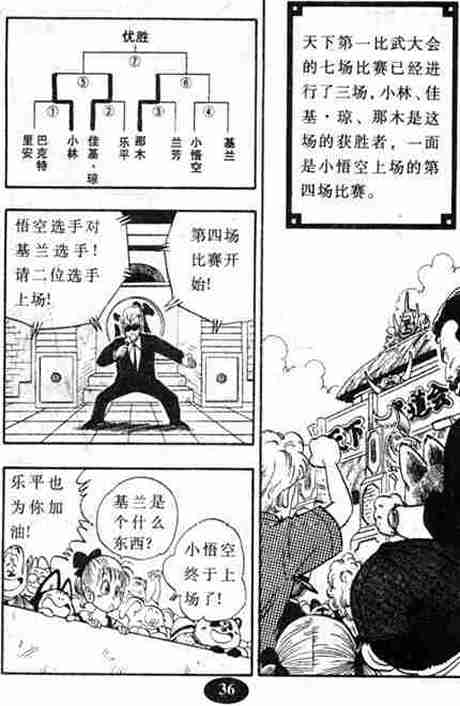 天下第一比武大会
的七场比赛已经进
行了三场，小林、佳
基·琼、那木是这
场的获胜者，一面
是小悟空上场的第
四场比赛。
优胜
⑦
⑤
⑥
①
②
③
④
巴克特里安
小林
佳基·琼
乐平
那木
兰芳
小悟空
基兰
第四场
比赛开
始！
悟空选手对
基兰选手！
请二位选手
上场！
天下
道会
乐平也
为你加
油！
基兰是
个什么
东西？
小悟空
终于上
场了！
36